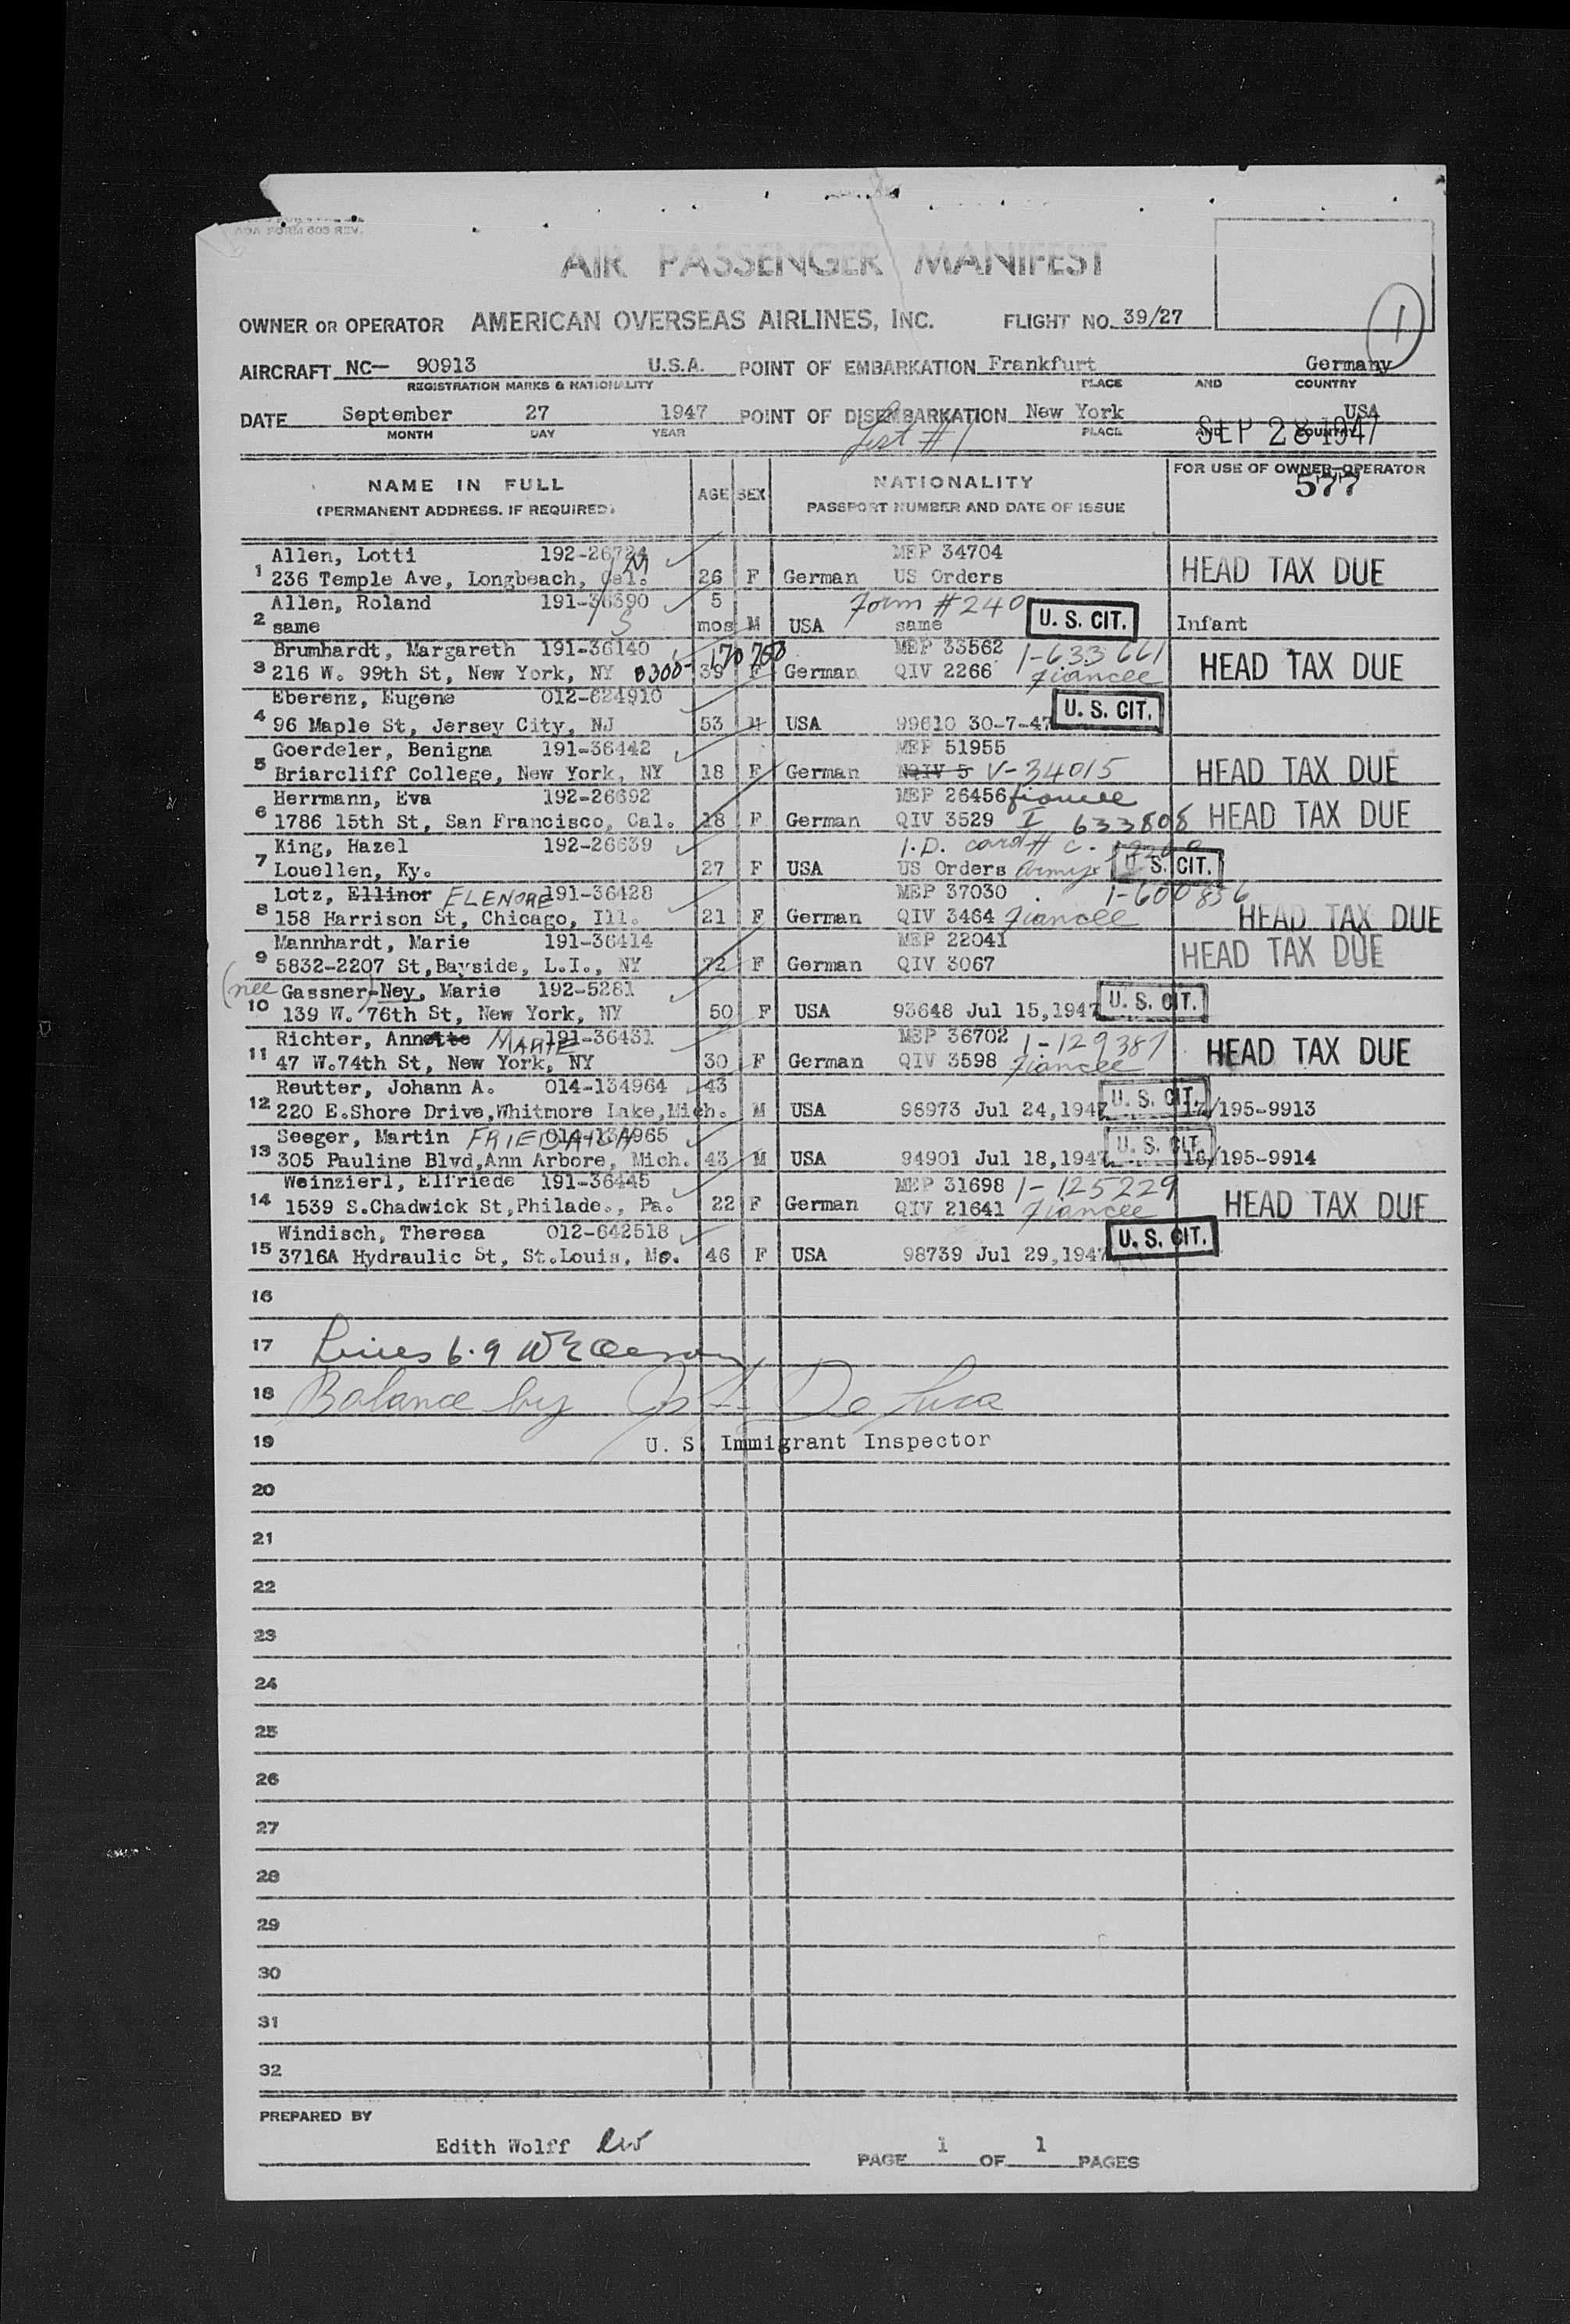 AOA FORM 603 REV.
AIR PASSENGER MANIFEST
OWNER OR OPERATOR AMERICAN OVERSEAS AIRLINES, INC. FLIGHT NO. 39/27
1
AIRCRAFT NC— 90913 U.S.A. POINT OF EMBARKATION Frankfurt Germany
REGISTRATION MARKS & NATIONALITY PLACE AND COUNTRY
DATE September 27 1947 POINT OF DISEMBARKATION New York USA
MONTH DAY YEAR PLACE AND COUNTRY
SEP 28 1947
List #1
NAME IN FULL AGE SEX NATIONALITY FOR USE OF OWNER-OPERATOR
(PERMANENT ADDRESS, IF REQUIRED) PASSPORT NUMBER AND DATE OF ISSUE 577
Allen, Lotti 192-26724 MEP 34704
1 236 Temple Ave, Longbeach, Cal. M 26 F German US Orders HEAD TAX DUE
Allen, Roland 191-36390 5 Form #240
2 same S mos M USA same U. S. CIT. Infant
Brumhardt, Margareth 191-36140 MEP 33562 1-633661
3 216 W. 99th St, New York, NY 0300- 170 750 39 F German QIV 2266 Fiancee HEAD TAX DUE
Eberenz, Eugene 012-624910
4 96 Maple St, Jersey City, NJ 53 M USA 99610 30-7-47 U. S. CIT.
Goerdeler, Benigna 191-36442 MEP 51955
5 Briarcliff College, New York, NY 18 F German NQIV 5 V-34015 HEAD TAX DUE
Herrmann, Eva 192-26692 MEP 26456 fiancee
6 1786 15th St, San Francisco, Cal. 18 F German QIV 3529 I 633808 HEAD TAX DUE
King, Hazel 192-26639 I.D. card # C.
7 Louellen, Ky. 27 F USA US Orders Army U. S. CIT.
Lotz, Ellinor ELENORE 191-36428 MEP 37030 1-600836
8 158 Harrison St, Chicago, Ill. 21 F German QIV 3464 Fiancee HEAD TAX DUE
Mannhardt, Marie 191-36414 MEP 22041
9 5832-2207 St,Bayside, L.I., NY 72 F German QIV 3067 HEAD TAX DUE
(nee Gassner)-Ney, Marie 192-5281
10 139 W. 76th St, New York, NY 50 F USA 93648 Jul 15,1947 U. S. CIT.
Richter, Annette MARIE 191-36431 MEP 36702 1-129387
11 47 W.74th St, New York, NY 30 F German QIV 3598 Fiancee HEAD TAX DUE
Reutter, Johann A. 014-134964 43
12 220 E.Shore Drive,Whitmore Lake,Mich. M USA 96973 Jul 24,1947 U. S. CIT. 17/195-9913
Seeger, Martin FRIEDRICH 014-134965
13 305 Pauline Blvd,Ann Arbore, Mich. 43 M USA 94901 Jul 18,1947 U. S. CIT. 18/195-9914
Weinzierl, Elfriede 191-36445 MEP 31698 1-125229
14 1539 S.Chadwick St,Philade., Pa. 22 F German QIV 21641 Fiancee HEAD TAX DUE
Windisch, Theresa 012-642518
15 3716A Hydraulic St, St.Louis, Mo. 46 F USA 98739 Jul 29,1947 U. S. CIT.
16
17 Lines 6.9
18 Balance by De Luca
19 U. S. Immigrant Inspector
20
21
22
23
24
25
26
27
28
29
30
31
32
PREPARED BY
Edith Wolff ew
PAGE 1 OF 1 PAGES